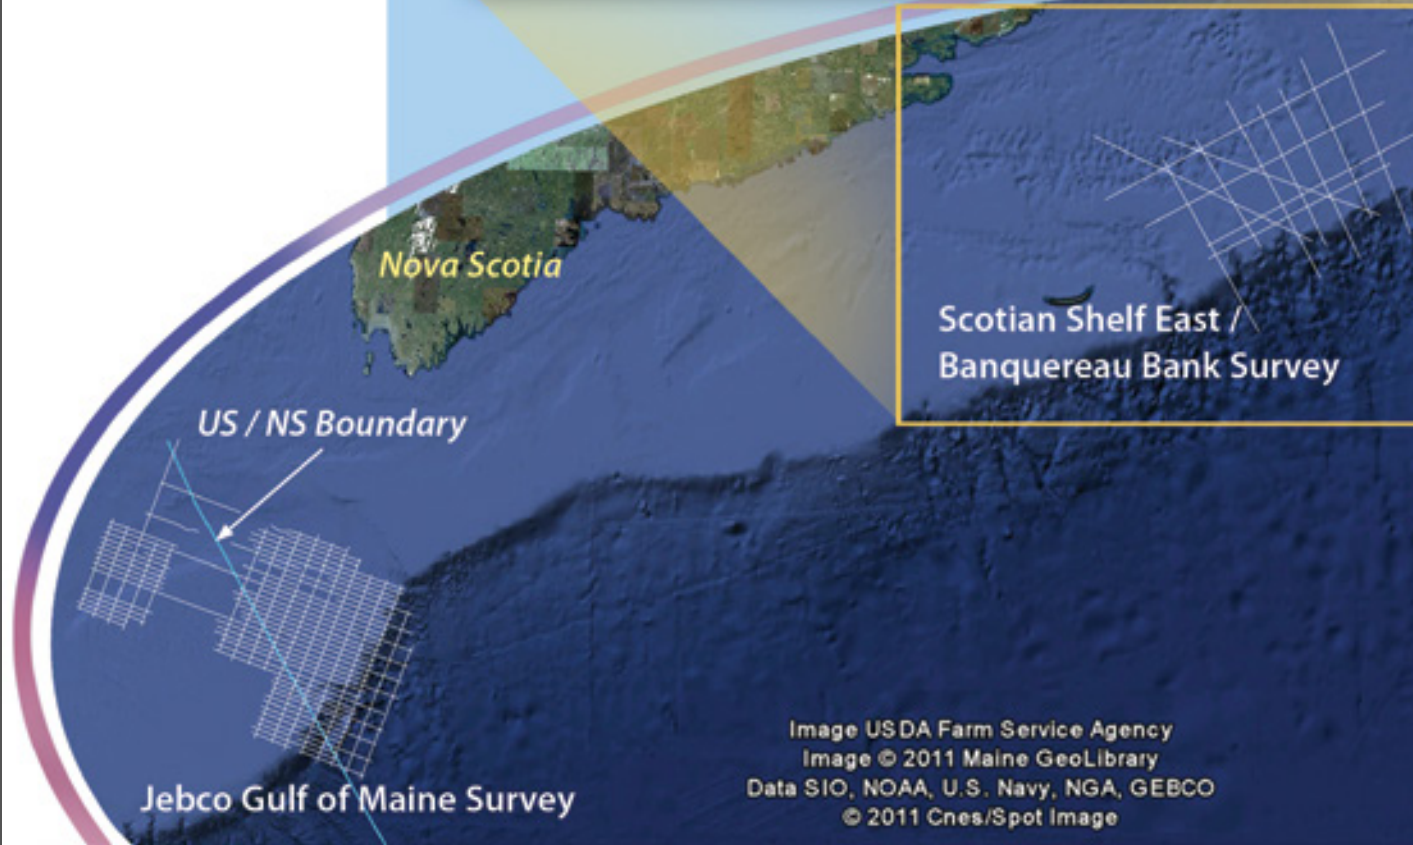 Nova Scotia
Scotian Shelf East /
Banquereau Bank Survey
US / NS Boundary
Image USDA Farm Service Agency
Image © 2011 Maine GeoLibrary
Data SIO, NOAA, U.S. Navy, NGA, GEBCO
© 2011 Cnes/Spot Image
Jebco Gulf of Maine Survey